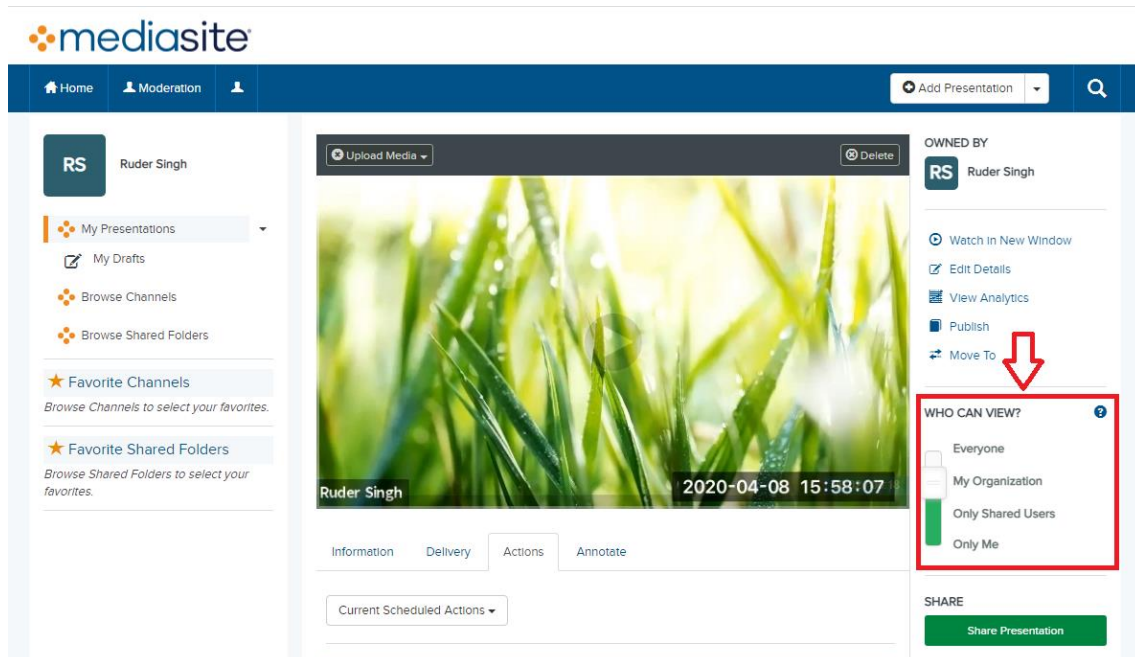 mediasite
Home Moderation Add Presentation
RS Ruder Singh
My Presentations
My Drafts
Browse Channels
Browse Shared Folders
Favorite Channels
Browse Channels to select your favorites.
Favorite Shared Folders
Browse Shared Folders to select your
favorites.
Upload Media Delete
Ruder Singh 2020-04-08 15:58:07
Information Delivery Actions Annotate
Current Scheduled Actions
OWNED BY
RS Ruder Singh
Watch in New Window
Edit Details
View Analytics
Publish
Move To
WHO CAN VIEW? ?
Everyone
My Organization
Only Shared Users
Only Me
SHARE
Share Presentation